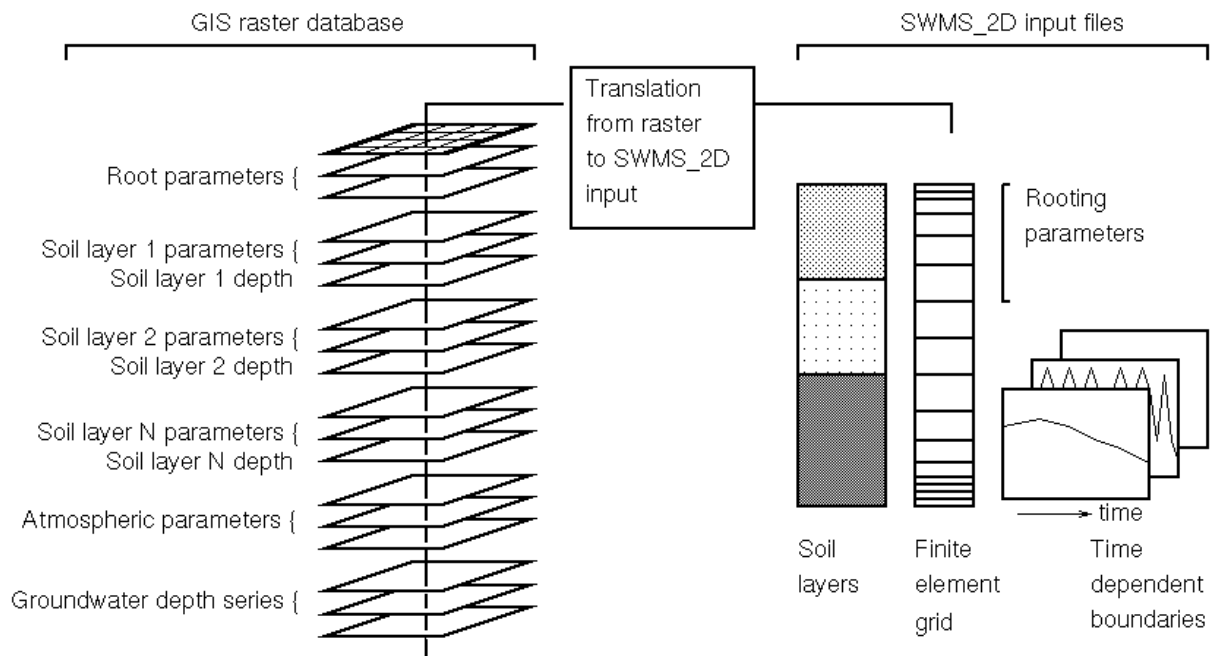 GIS raster database
SWMS_2D input files
Translation
from raster
to SWMS_2D
input
Root parameters {
Soil layer 1 parameters {
Soil layer 1 depth
Soil layer 2 parameters {
Soil layer 2 depth
Soil layer N parameters {
Soil layer N depth
Atmospheric parameters {
Groundwater depth series {
Rooting
parameters
time
Soil
layers
Finite
element
grid
Time
dependent
boundaries